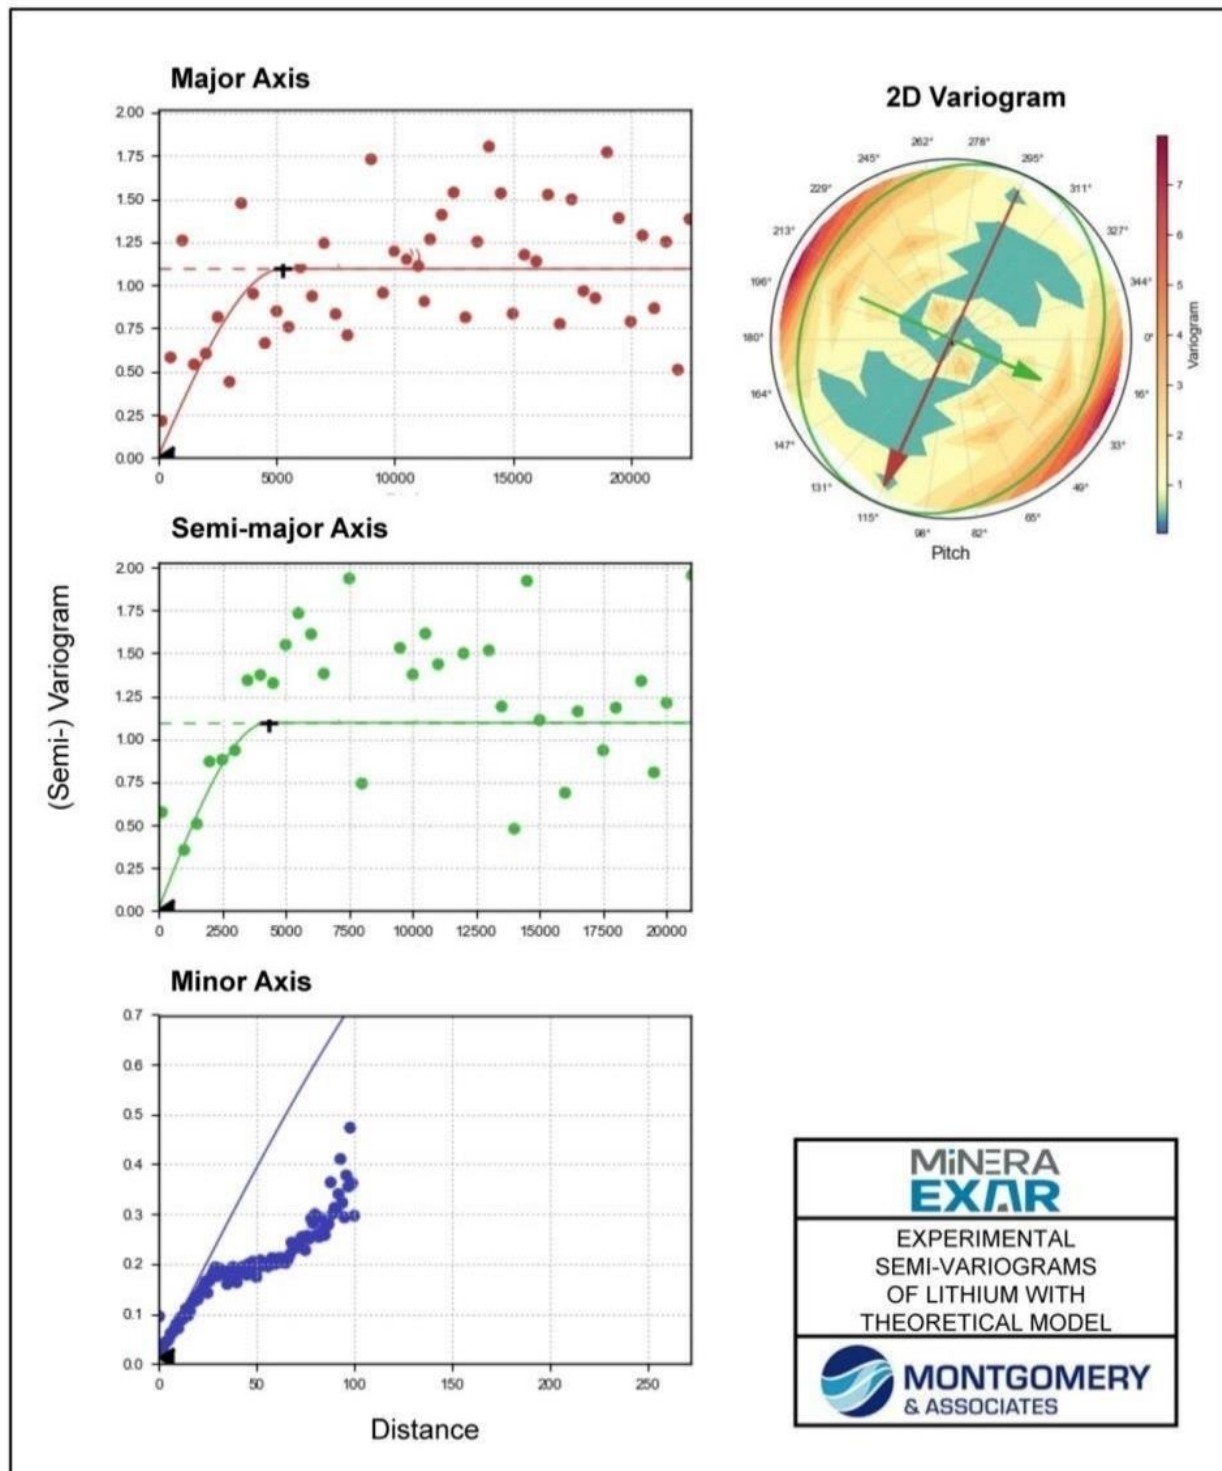 Major Axis
2.00
1.75
1.50
1.25
1.00
0.75
0.50
0.25
0.00
0 5000 10000 15000 20000
2D Variogram
262° 278°
245° 295°
229° 311°
213° 327°
196° 344°
180° 0°
164° 16°
147° 33°
131° 49°
115° 65°
98° 82°
Pitch
7
6
5
4
3
2
1
Variogram
Semi-major Axis
(Semi-) Variogram
2.00
1.75
1.50
1.25
1.00
0.75
0.50
0.25
0.00
0 2500 5000 7500 10000 12500 15000 17500 20000
Minor Axis
0.7
0.6
0.5
0.4
0.3
0.2
0.1
0.0
0 50 100 150 200 250
Distance
MiNERA
EXAR
EXPERIMENTAL
SEMI-VARIOGRAMS
OF LITHIUM WITH
THEORETICAL MODEL
MONTGOMERY
& ASSOCIATES